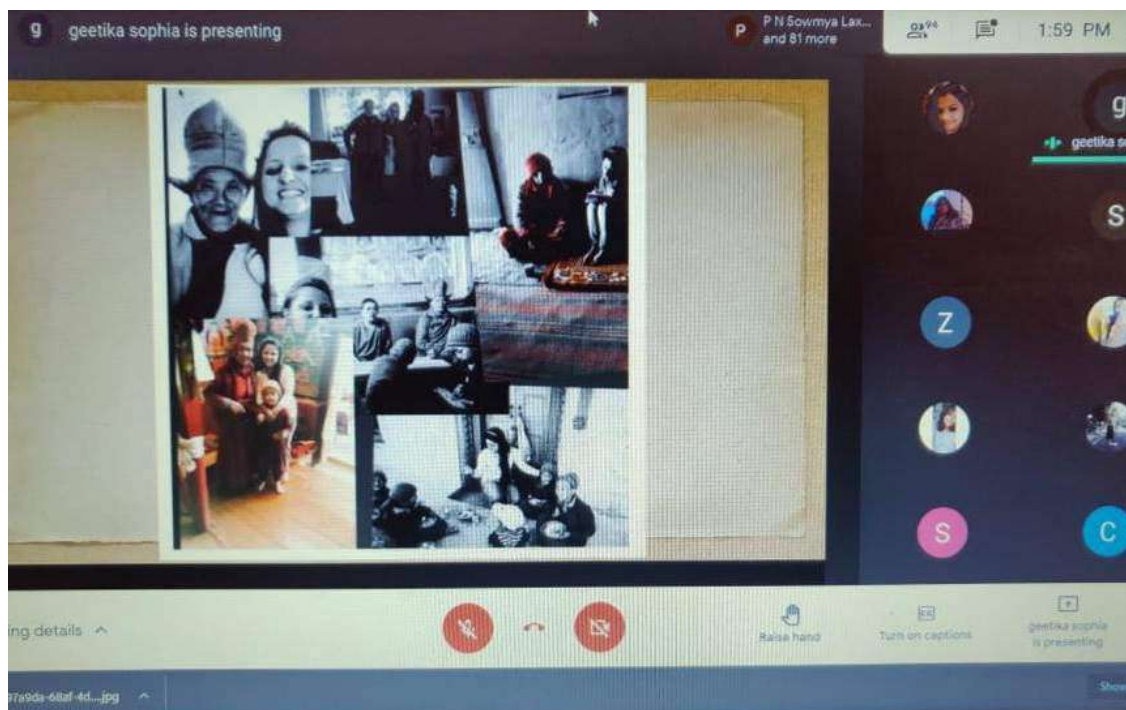 g
geetika sophia is presenting
P
P N Sowmya Lax...
and 81 more
94
1:59 PM
g
geetika s
S
Z
S
C
ing details
Raise hand
Turn on captions
geetika sophia
is presenting
97a9da-68af-4d....jpg
Show